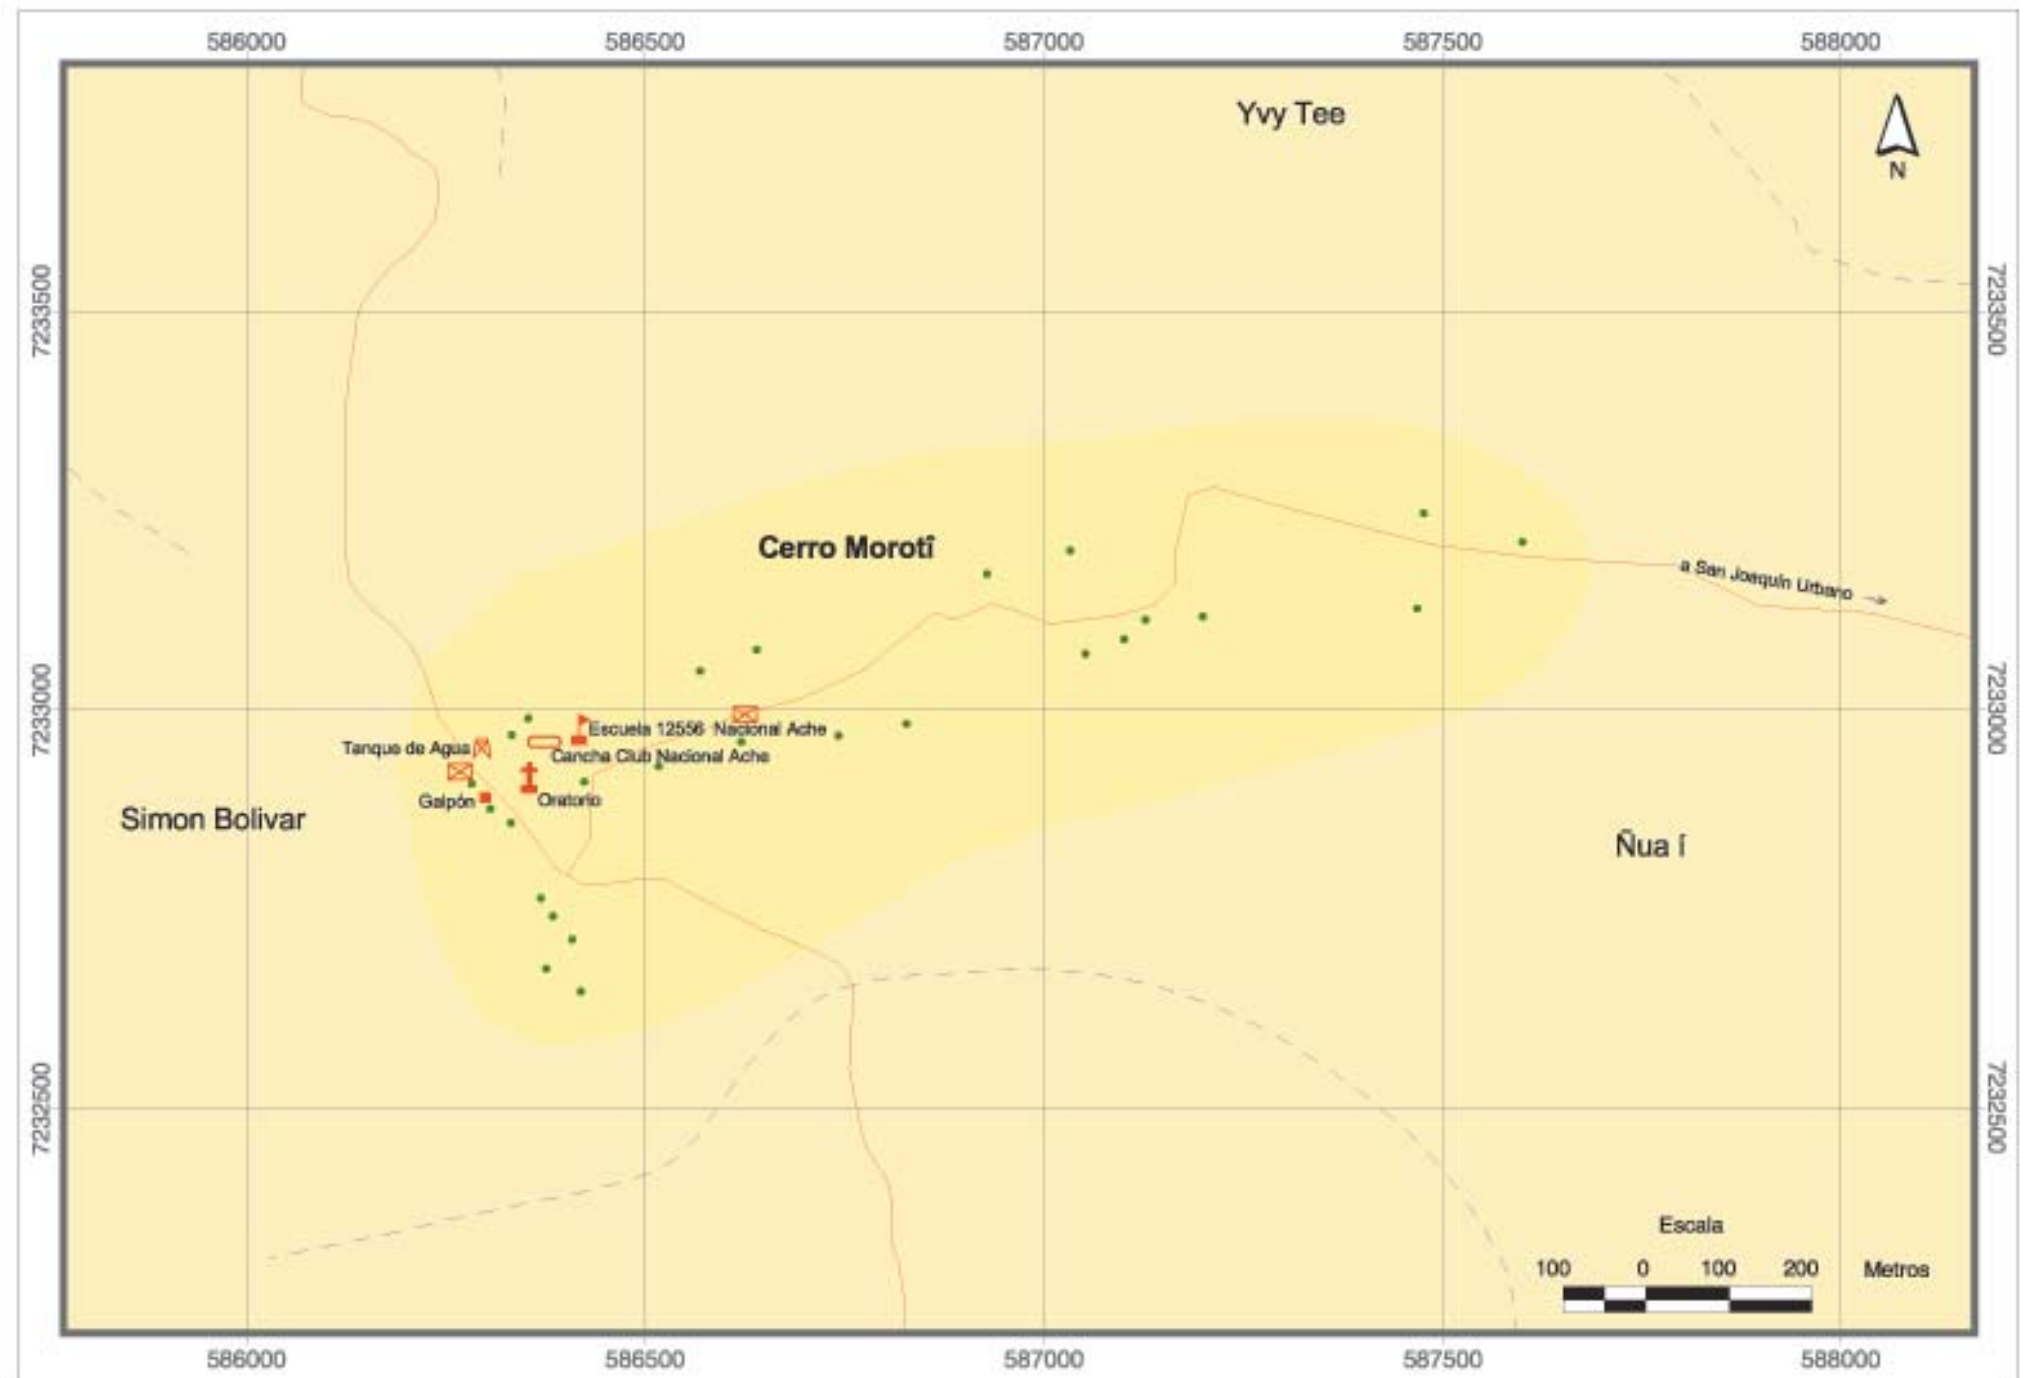 586000 586500 587000 587500 588000
Yvy Tee
N
7233500 7233500
Cerro Morotî
a San Joaquín Urbano →
7233000 7233000
Escuela 12556 Nacional Ache
Tanque de Agua
Cancha Club Nacional Ache
Galpón
Oratorio
Simon Bolivar
Ñua í
7232500 7232500
Escala
100 0 100 200 Metros
586000 586500 587000 587500 588000